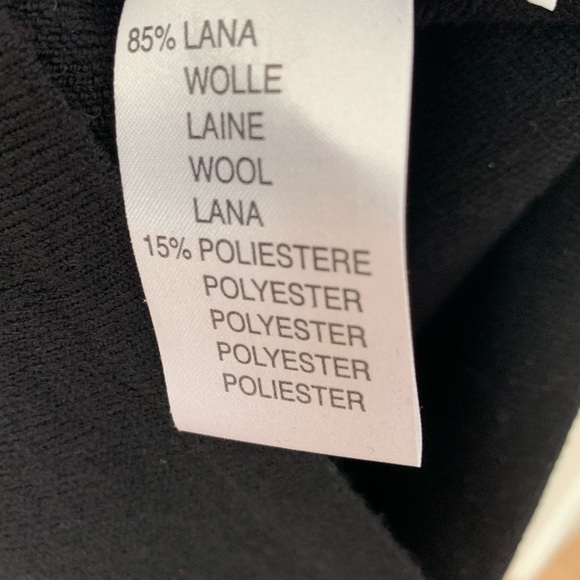 85% LANA
WOLLE
LAINE
WOOL
LANA
15% POLIESTERE
POLYESTER
POLYESTER
POLYESTER
POLIESTER